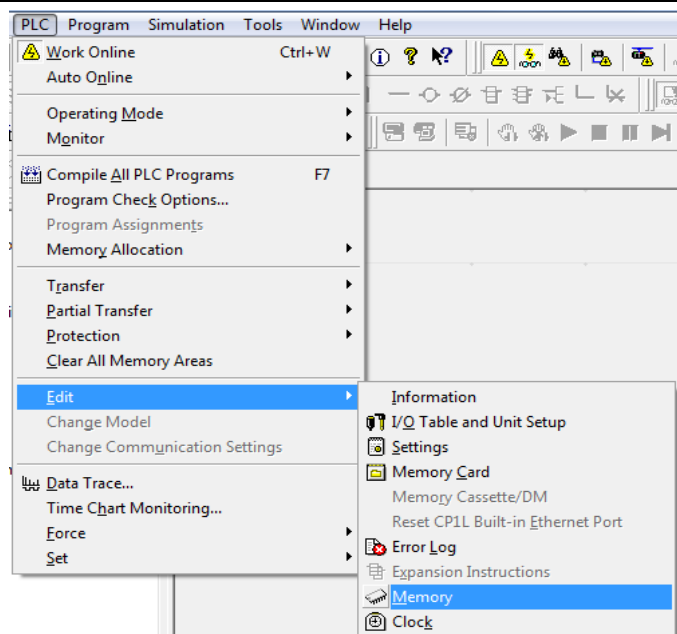 PLC Program Simulation Tools Window Help
Work Online Ctrl+W
Auto Online
Operating Mode
Monitor
Compile All PLC Programs F7
Program Check Options...
Program Assignments
Memory Allocation
Transfer
Partial Transfer
Protection
Clear All Memory Areas
Edit
Change Model
Change Communication Settings
Data Trace...
Time Chart Monitoring...
Force
Set
Information
I/O Table and Unit Setup
Settings
Memory Card
Memory Cassette/DM
Reset CP1L Built-in Ethernet Port
Error Log
Expansion Instructions
Memory
Clock